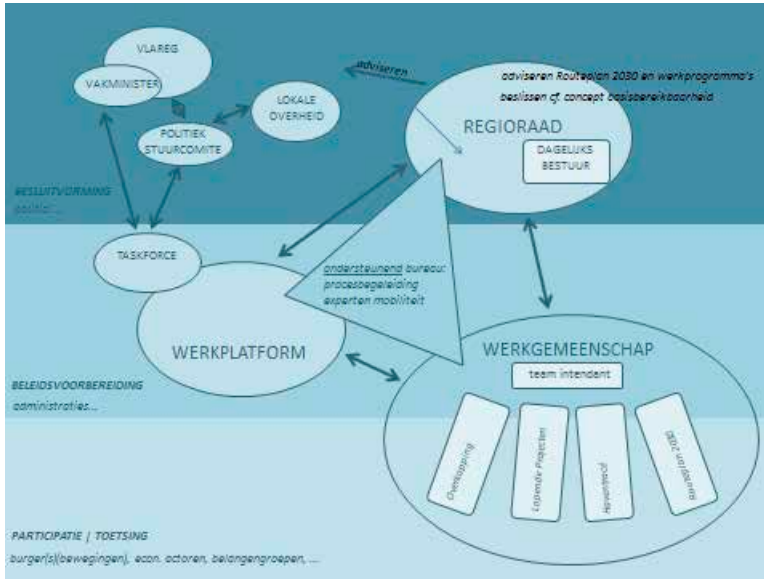 VLAREG
VAKMINISTER
POLITIEK
STUURCOMITE
LOKALE
OVERHEID
adviseren
adviseren Routeplan 2030 en werkprogramma's
beslissen cf. concept basisbereikbaarheid
REGIORAAD
DAGELIJKS
BESTUUR
BESLUITVORMING
TASKFORCE
WERKPLATFORM
ondersteunend bureau:
procesbegeleiding
experten mobiliteit
WERKGEMEENSCHAP
team intendant
Overkapping
Lopende Projecten
Routeplan 2030
BELEIDSVOORBEREIDING
administraties...
PARTICIPATIE | TOETSING
burger(s)(bewegingen), econ. actoren, belangengroepen, ...